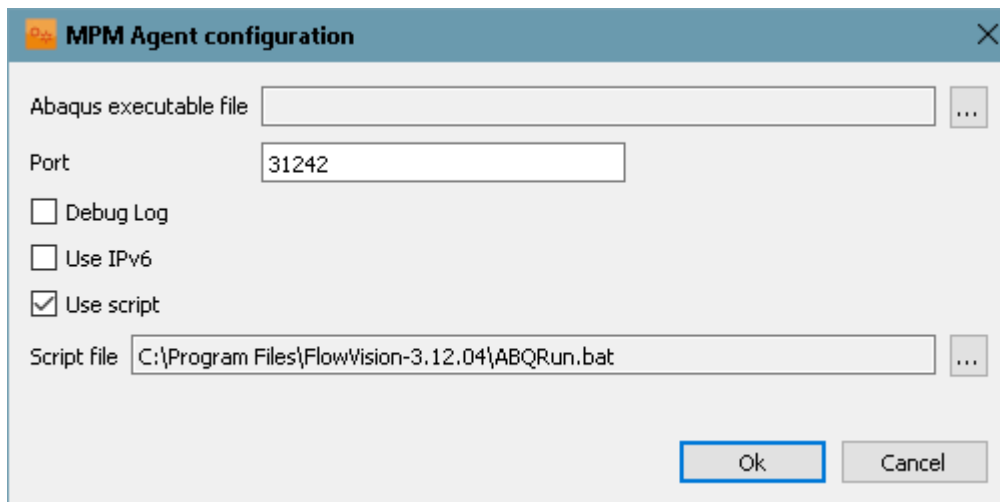 MPM Agent configuration
Abaqus executable file ...
Port 31242
Debug Log
Use IPv6
Use script
Script file C:\Program Files\FlowVision-3.12.04\ABQRun.bat ...
Ok Cancel